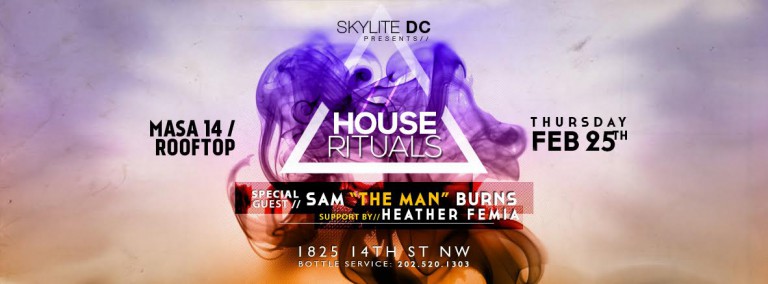 SKYLITE DC
PRESENTS//
MASA 14 /
ROOFTOP
HOUSE
RITUALS
THURSDAY
FEB 25TH
SPECIAL
GUEST // SAM "THE MAN" BURNS
SUPPORT BY// HEATHER FEMIA
1825 14TH ST NW
BOTTLE SERVICE: 202.520.1303